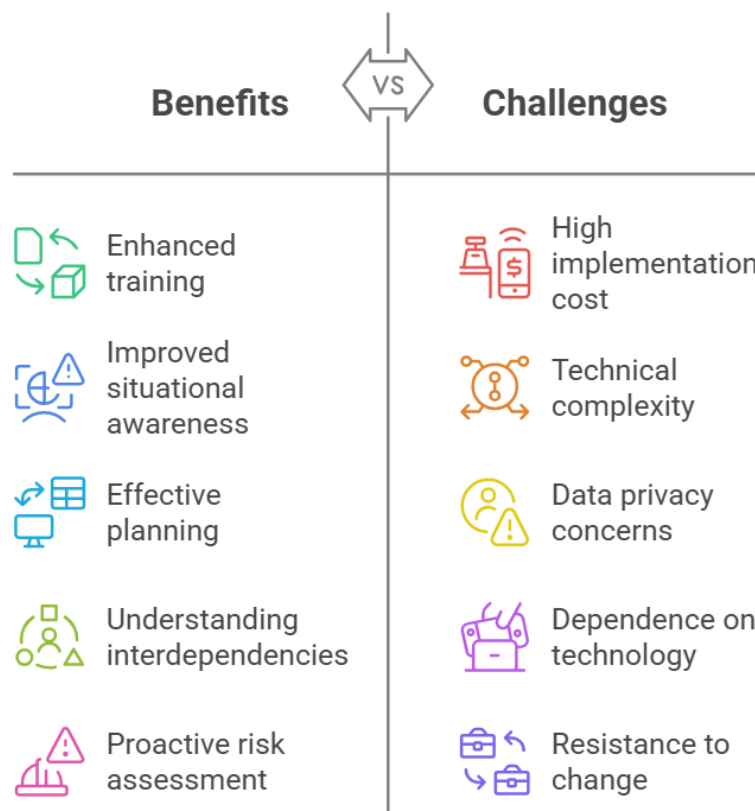 VS
Benefits
Challenges
Enhanced
training
Improved
situational
awareness
Effective
planning
Understanding
interdependencies
Proactive risk
assessment
High
implementation
cost
$
Technical
complexity
Data privacy
concerns
Dependence on
technology
Resistance to
change